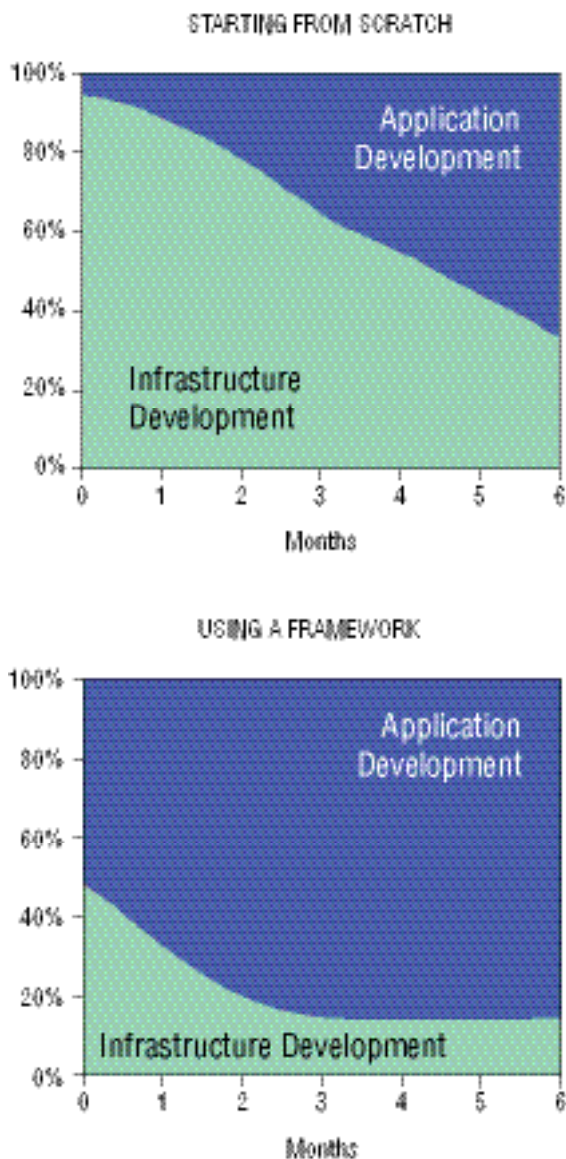 STARTING FROM SCRATCH
100%
80%
60%
40%
20%
0%
Application
Development
Infrastructure
Development
0 1 2 3 4 5 6
Months
USING A FRAMEWORK
100%
80%
60%
40%
20%
0%
Application
Development
Infrastructure Development
0 1 2 3 4 5 6
Months